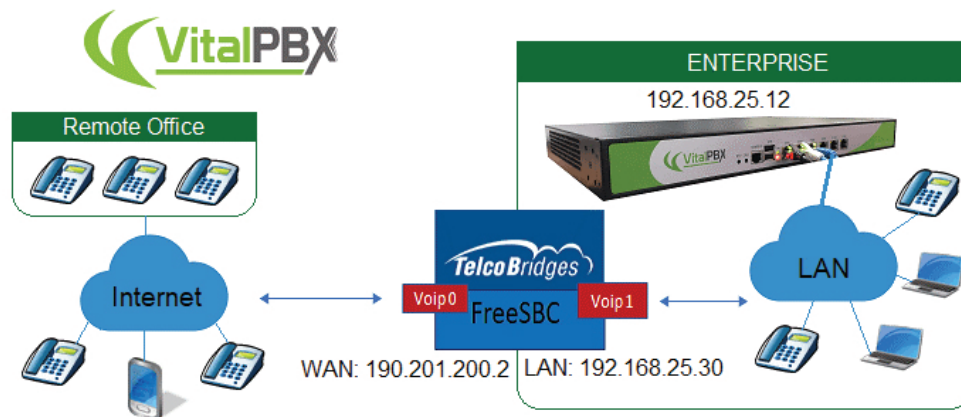 VitalPBX
ENTERPRISE
192.168.25.12
Remote Office
VitalPBX
TelcoBridges
LAN
Internet
Voip0
Voip1
FreeSBC
WAN: 190.201.200.2
LAN: 192.168.25.30